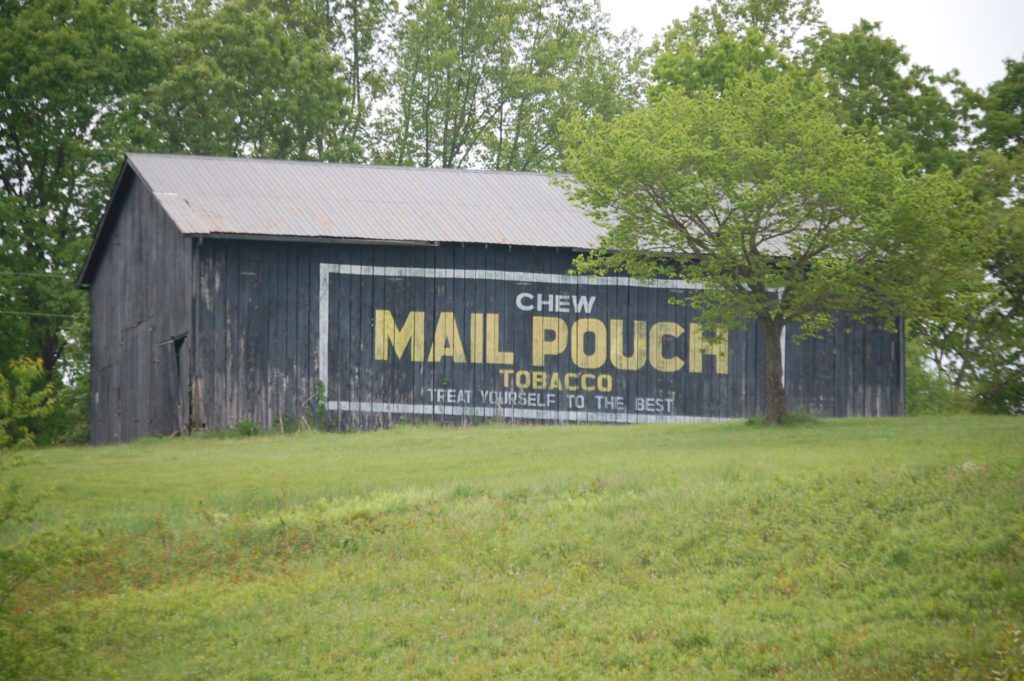 CHEW
MAIL POUCH
TOBACCO
TREAT YOURSELF TO THE BEST